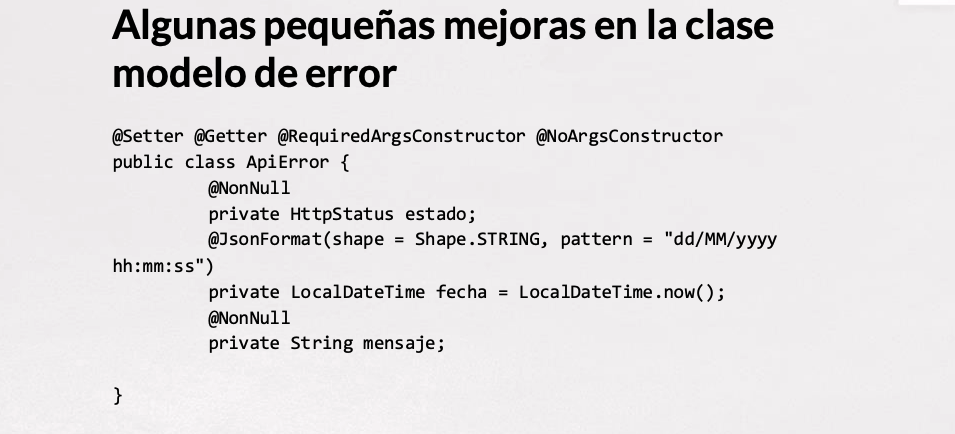 Algunas pequeñas mejoras en la clase
modelo de error
@Setter @Getter @RequiredArgsConstructor @NoArgsConstructor
public class ApiError {
@NonNull
private HttpStatus estado;
@JsonFormat(shape = Shape.STRING, pattern = "dd/MM/yyyy
hh:mm:ss")
private LocalDateTime fecha = LocalDateTime.now();
@NonNull
private String mensaje;
}